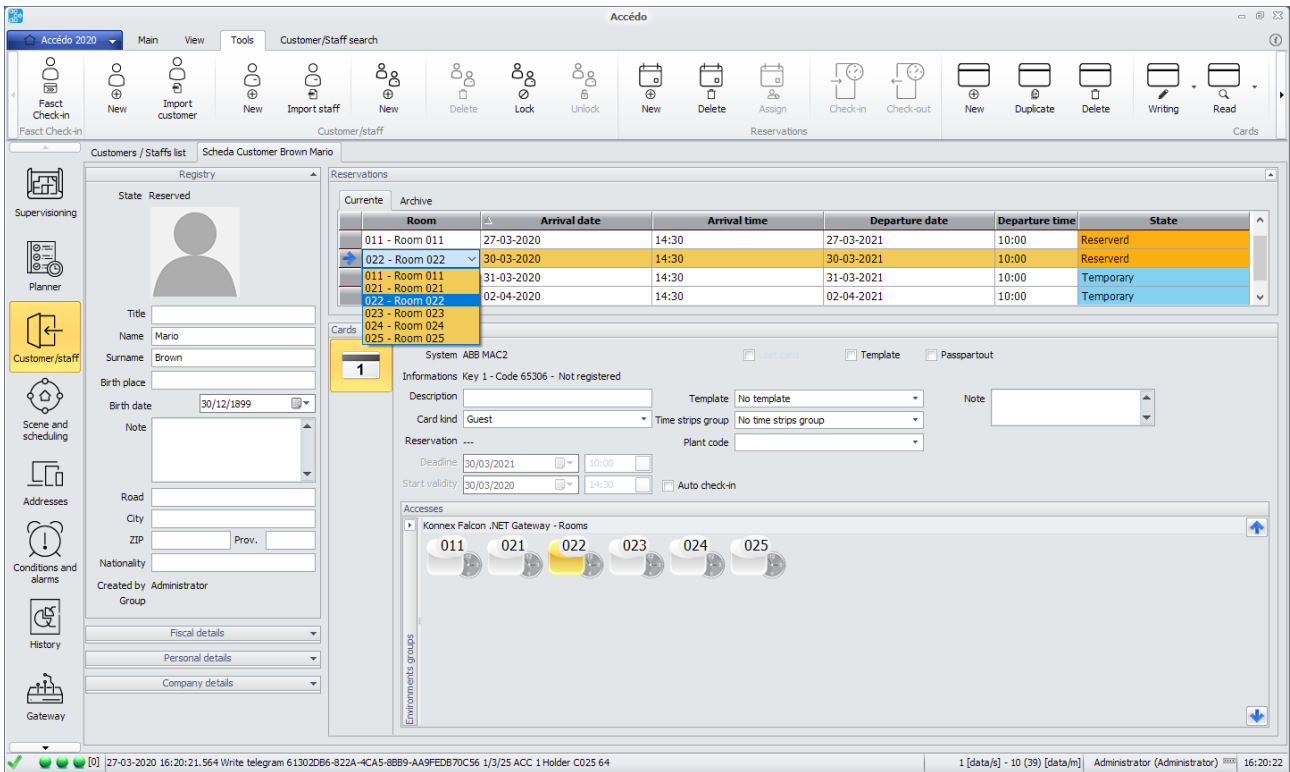 Accédo
Accédo 2020 Main View Tools Customer/Staff search
Fasct Check-in New Import customer New Import staff New Delete Lock Unlock New Delete Assign Check-in Check-out New Duplicate Delete Writing Read
Fasct Check-in Customer/staff Reservations Cards
Customers / Staffs list Scheda Customer Brown Mario
Supervisioning
Planner
Customer/staff
Scene and scheduling
Addresses
Conditions and alarms
History
Gateway
Registry
State Reserved
Title
Name Mario
Surname Brown
Birth place
Birth date 30/12/1899
Note
Road
City
ZIP Prov.
Nationality
Created by Administrator
Group
Fiscal details
Personal details
Company details
Reservations
Currente Archive
Room Arrival date Arrival time Departure date Departure time State
011 - Room 011 27-03-2020 14:30 27-03-2021 10:00 Reserverd
022 - Room 022 30-03-2020 14:30 30-03-2021 10:00 Reserverd
31-03-2020 14:30 31-03-2021 10:00 Temporary
02-04-2020 14:30 02-04-2021 10:00 Temporary
011 - Room 011
021 - Room 021
022 - Room 022
023 - Room 023
024 - Room 024
025 - Room 025
Cards
1
System ABB MAC2 Template Passpartout
Informations Key 1 - Code 65306 - Not registered
Description Template No template Note
Card kind Guest Time strips group No time strips group
Reservation --- Plant code
Deadline 30/03/2021 10:00
Start validity 30/03/2020 14:30 Auto check-in
Accesses
Konnex Falcon .NET Gateway - Rooms
011 021 022 023 024 025
Environments groups
[0] 27-03-2020 16:20:21.564 Write telegram 61302DB6-822A-4CA5-8BB9-AA9FEDB70C56 1/3/25 ACC 1 Holder C025 64 1 [data/s] - 10 (39) [data/m] Administrator (Administrator) 16:20:22